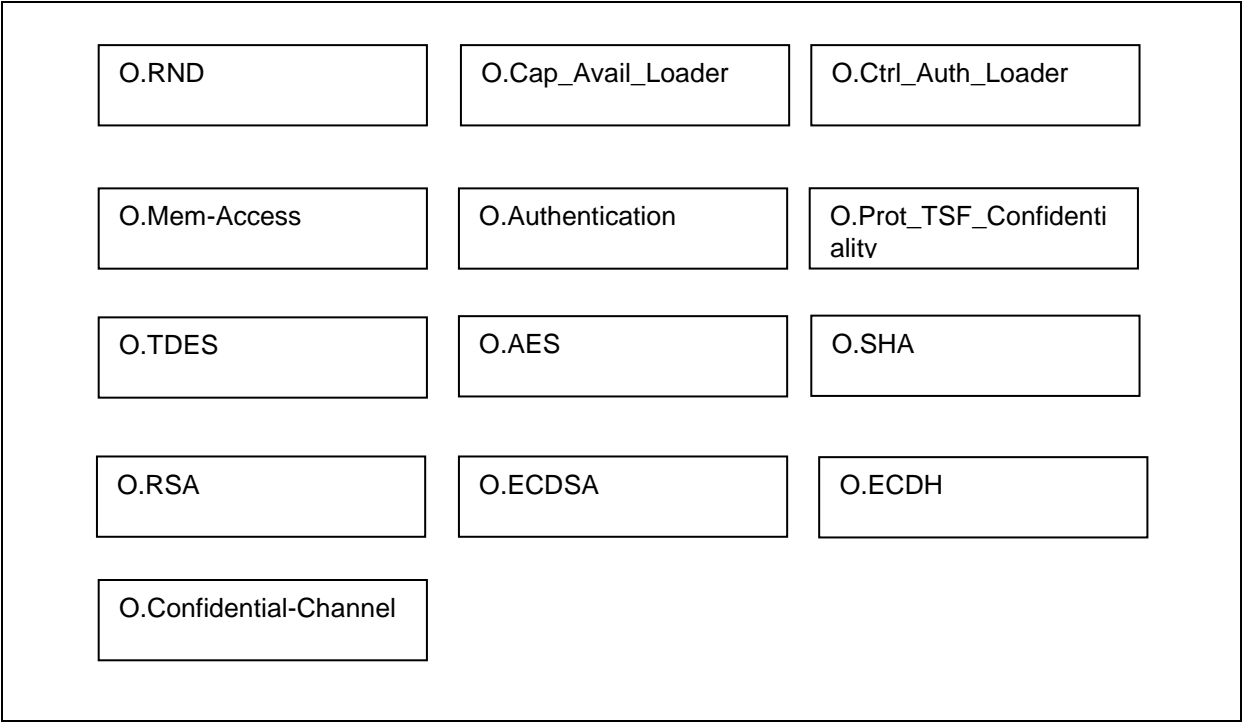 O.RND
O.Cap_Avail_Loader
O.Ctrl_Auth_Loader
O.Mem-Access
O.Authentication
O.Prot_TSF_Confidenti
ality
O.TDES
O.AES
O.SHA
O.RSA
O.ECDSA
O.ECDH
O.Confidential-Channel